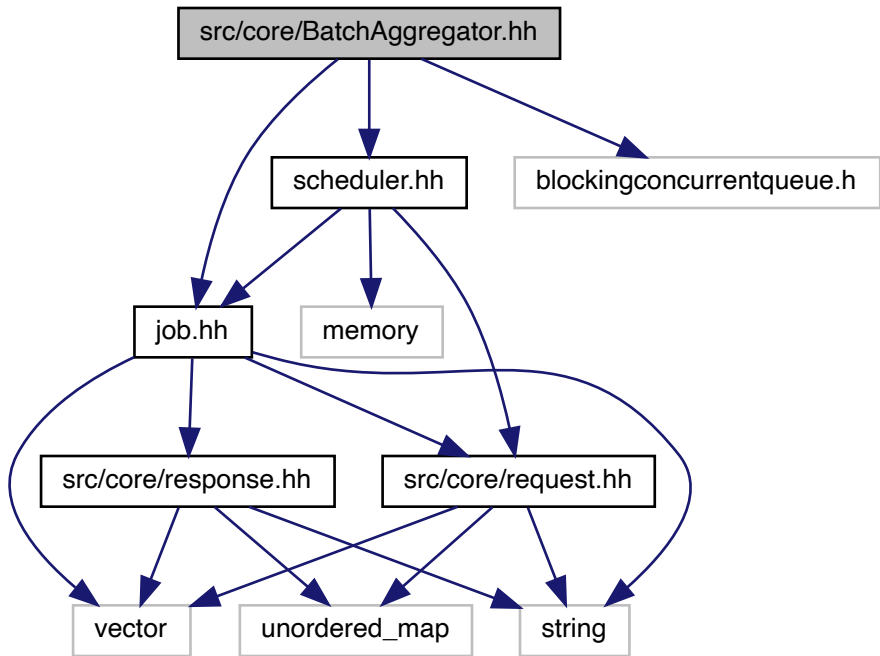 src/core/BatchAggregator.hh
scheduler.hh
blockingconcurrentqueue.h
job.hh
memory
src/core/response.hh
src/core/request.hh
vector
unordered_map
string